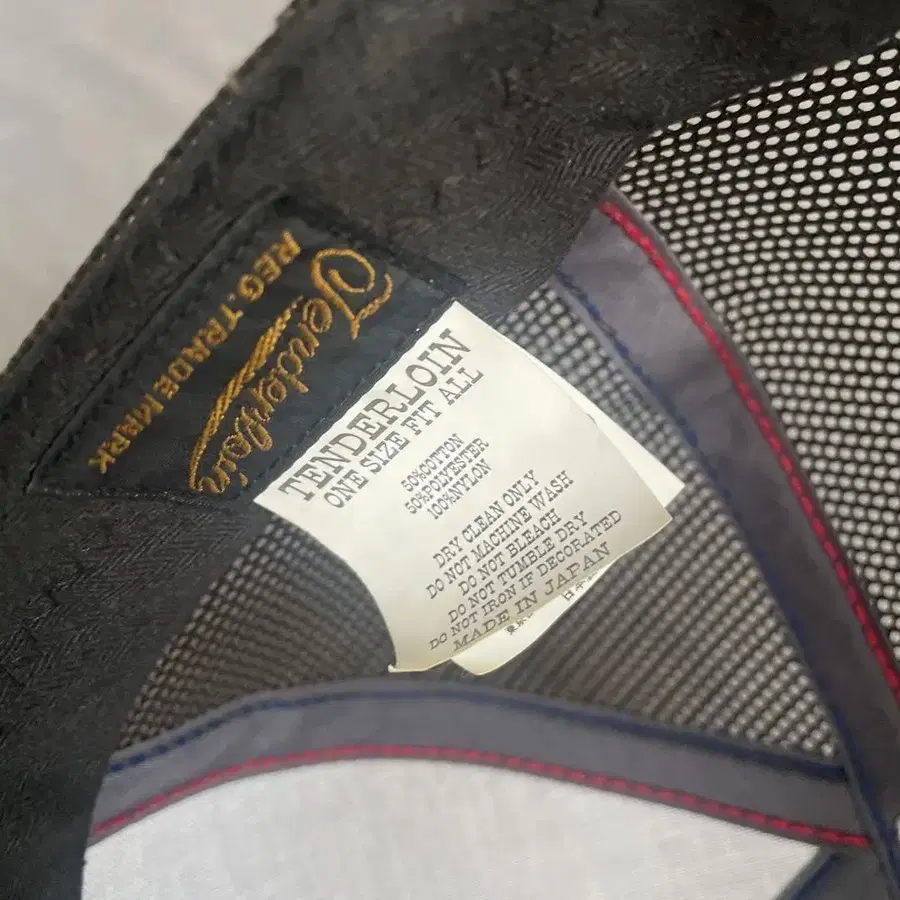 Tenderloin
REG. TRADE MARK
TENDERLOIN
ONE SIZE FIT ALL
50%COTTON
50%POLYESTER
100%NYLON
DRY CLEAN ONLY
DO NOT MACHINE WASH
DO NOT BLEACH
DO NOT TUMBLE DRY
DO NOT IRON IF DECORATED
MADE IN JAPAN